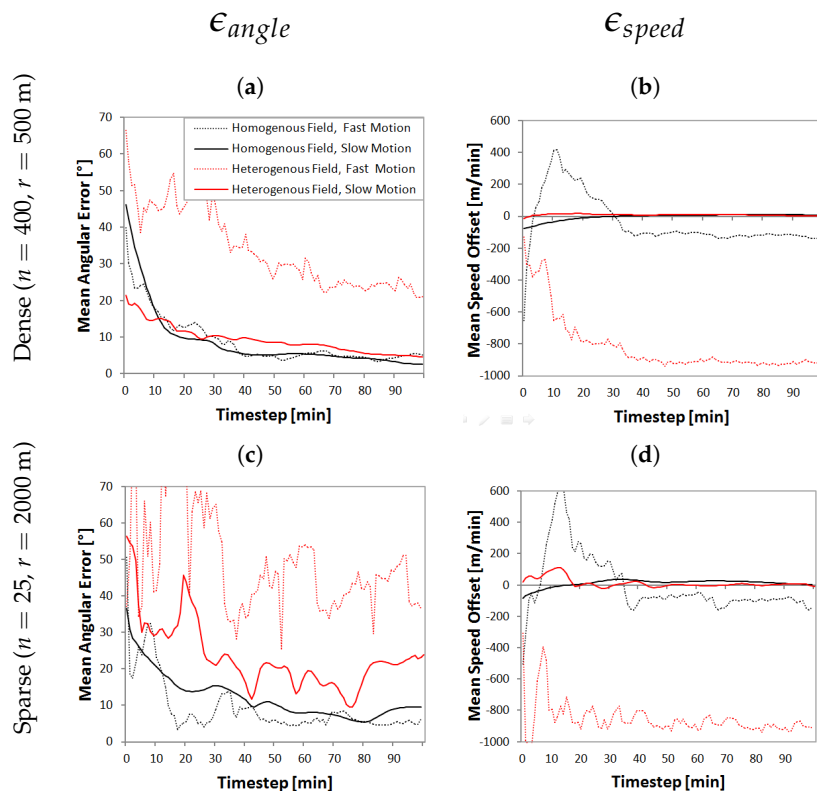 ϵangle
ϵspeed
Dense (n = 400, r = 500 m)
(a)
Mean Angular Error [°]
70
60
50
40
30
20
10
0
Homogenous Field, Fast Motion
Homogenous Field, Slow Motion
Heterogenous Field, Fast Motion
Heterogenous Field, Slow Motion
0 10 20 30 40 50 60 70 80 90
Timestep [min]
(b)
Mean Speed Offset [m/min]
600
400
200
0
-200
-400
-600
-800
-1000
0 10 20 30 40 50 60 70 80 90
Timestep [min]
Sparse (n = 25, r = 2000 m)
(c)
Mean Angular Error [°]
70
60
50
40
30
20
10
0
0 10 20 30 40 50 60 70 80 90
Timestep [min]
(d)
Mean Speed Offset [m/min]
600
400
200
0
-200
-400
-600
-800
-1000
0 10 20 30 40 50 60 70 80 90
Timestep [min]